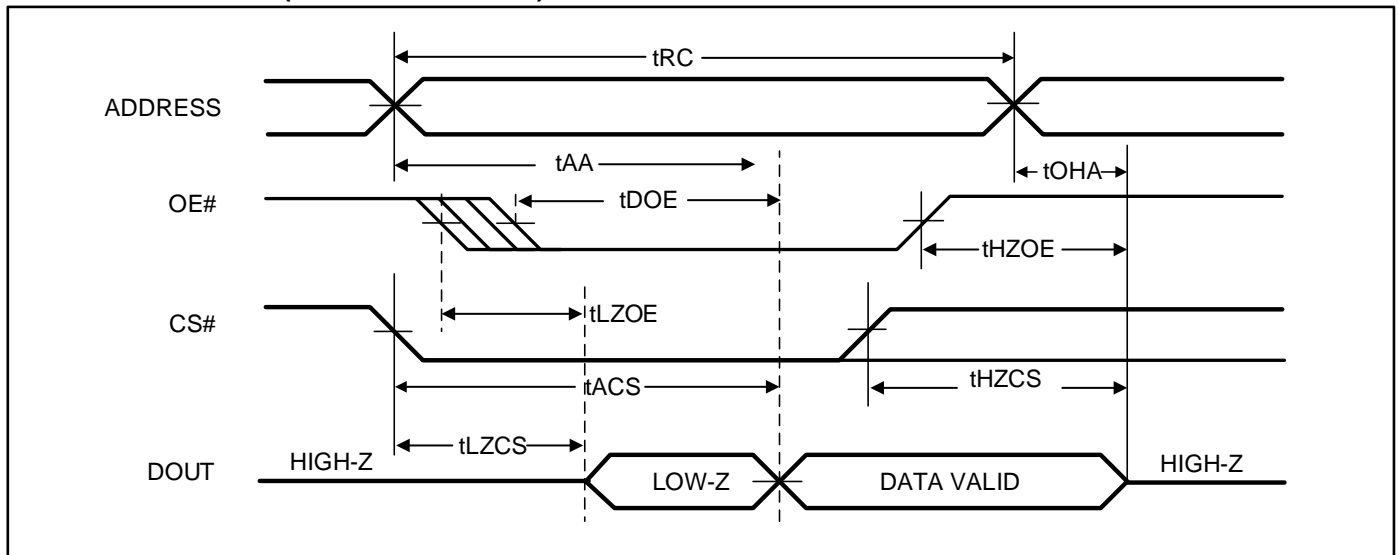 tRC
ADDRESS
tAA
tOHA
OE#
tDOE
tHZOE
CS#
tLZOE
tACS
tHZCS
tLZCS
DOUT
HIGH-Z
LOW-Z
DATA VALID
HIGH-Z